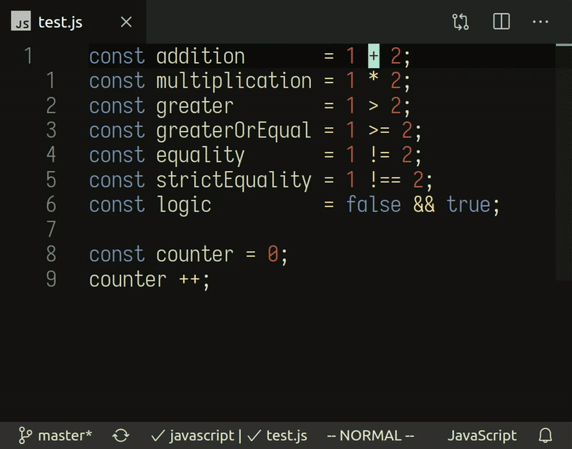 JS test.js
1 const addition       = 1 + 2;
1 const multiplication = 1 * 2;
2 const greater        = 1 > 2;
3 const greaterOrEqual = 1 >= 2;
4 const equality       = 1 != 2;
5 const strictEquality = 1 !== 2;
6 const logic          = false && true;
7
8 const counter = 0;
9 counter ++;
master* ✓ javascript | ✓ test.js -- NORMAL -- JavaScript